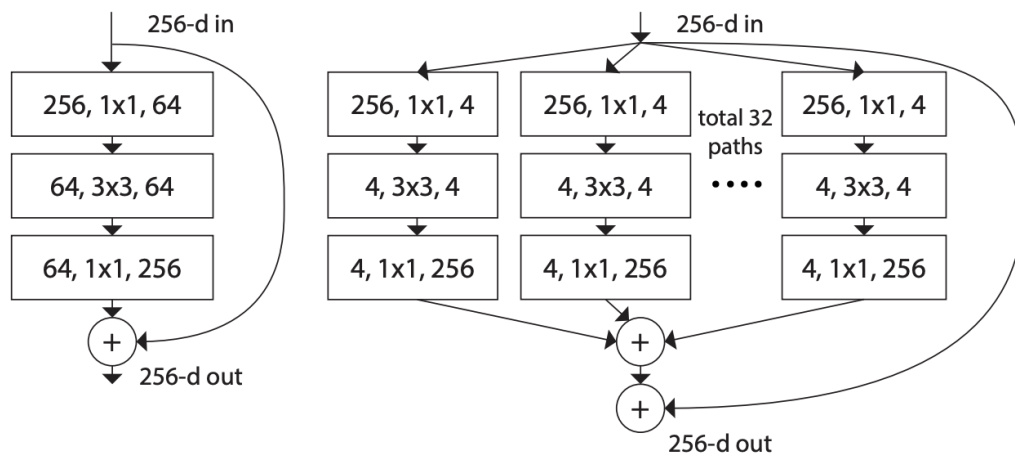 256-d in
256, 1x1, 64
64, 3x3, 64
64, 1x1, 256
+
256-d out
256-d in
256, 1x1, 4
256, 1x1, 4
total 32
paths
256, 1x1, 4
4, 3x3, 4
4, 3x3, 4
....
4, 3x3, 4
4, 1x1, 256
4, 1x1, 256
4, 1x1, 256
+
+
256-d out